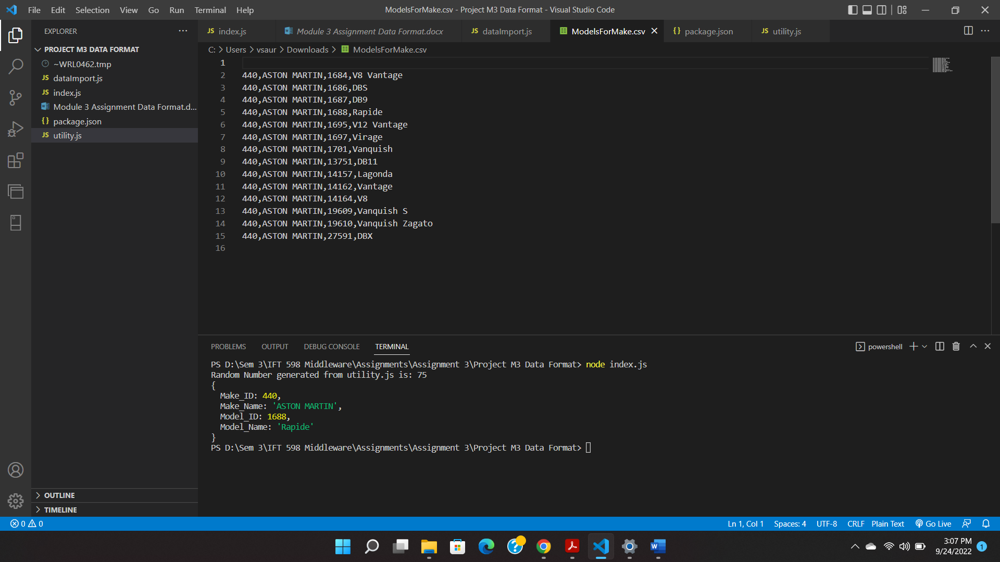 File Edit Selection View Go Run Terminal Help
ModelsForMake.csv - Project M3 Data Format - Visual Studio Code
EXPLORER
PROJECT M3 DATA FORMAT
~WRL0462.tmp
JS dataImport.js
JS index.js
Module 3 Assignment Data Format.d...
{} package.json
JS utility.js
OUTLINE
TIMELINE
JS index.js Module 3 Assignment Data Format.docx JS dataImport.js ModelsForMake.csv {} package.json JS utility.js
C: > Users > vsaur > Downloads > ModelsForMake.csv
1
2 440,ASTON MARTIN,1684,V8 Vantage
3 440,ASTON MARTIN,1686,DBS
4 440,ASTON MARTIN,1687,DB9
5 440,ASTON MARTIN,1688,Rapide
6 440,ASTON MARTIN,1695,V12 Vantage
7 440,ASTON MARTIN,1697,Virage
8 440,ASTON MARTIN,1701,Vanquish
9 440,ASTON MARTIN,13751,DB11
10 440,ASTON MARTIN,14157,Lagonda
11 440,ASTON MARTIN,14162,Vantage
12 440,ASTON MARTIN,14164,V8
13 440,ASTON MARTIN,19609,Vanquish S
14 440,ASTON MARTIN,19610,Vanquish Zagato
15 440,ASTON MARTIN,27591,DBX
16
PROBLEMS OUTPUT DEBUG CONSOLE TERMINAL
powershell
PS D:\Sem 3\IFT 598 Middleware\Assignments\Assignment 3\Project M3 Data Format> node index.js
Random Number generated from utility.js is: 75
{
Make_ID: 440,
Make_Name: 'ASTON MARTIN',
Model_ID: 1688,
Model_Name: 'Rapide'
}
PS D:\Sem 3\IFT 598 Middleware\Assignments\Assignment 3\Project M3 Data Format>
0 0
Ln 1, Col 1 Spaces: 4 UTF-8 CRLF Plain Text Go Live
3:07 PM
9/24/2022
1